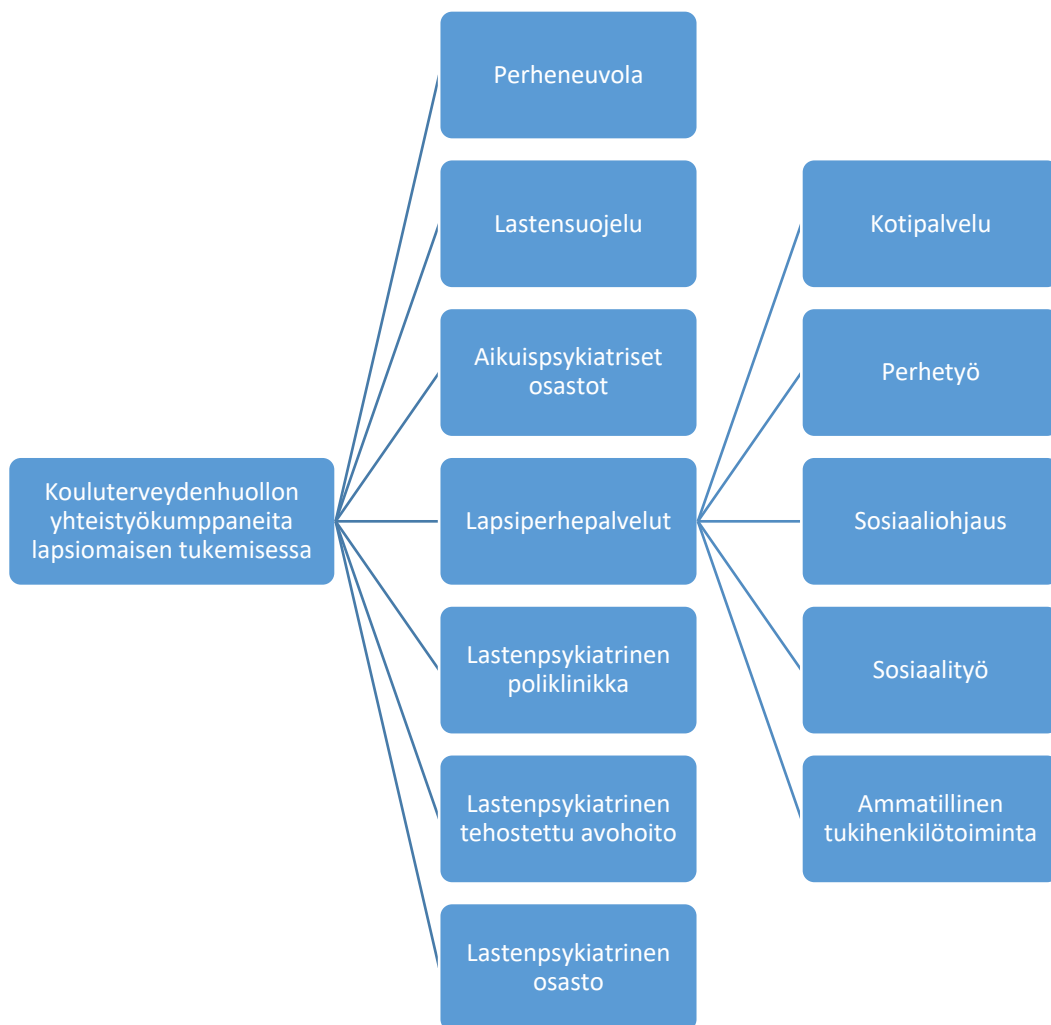 Kouluterveydenhuollon
yhteistyökumppaneita
lapsiomaisen tukemisessa
Perheneuvola
Lastensuojelu
Aikuispsykiatriset
osastot
Lapsiperhepalvelut
Lastenpsykiatrinen
poliklinikka
Lastenpsykiatrinen
tehostettu avohoito
Lastenpsykiatrinen
osasto
Kotipalvelu
Perhetyö
Sosiaaliohjaus
Sosiaalityö
Ammatillinen
tukihenkilötoiminta